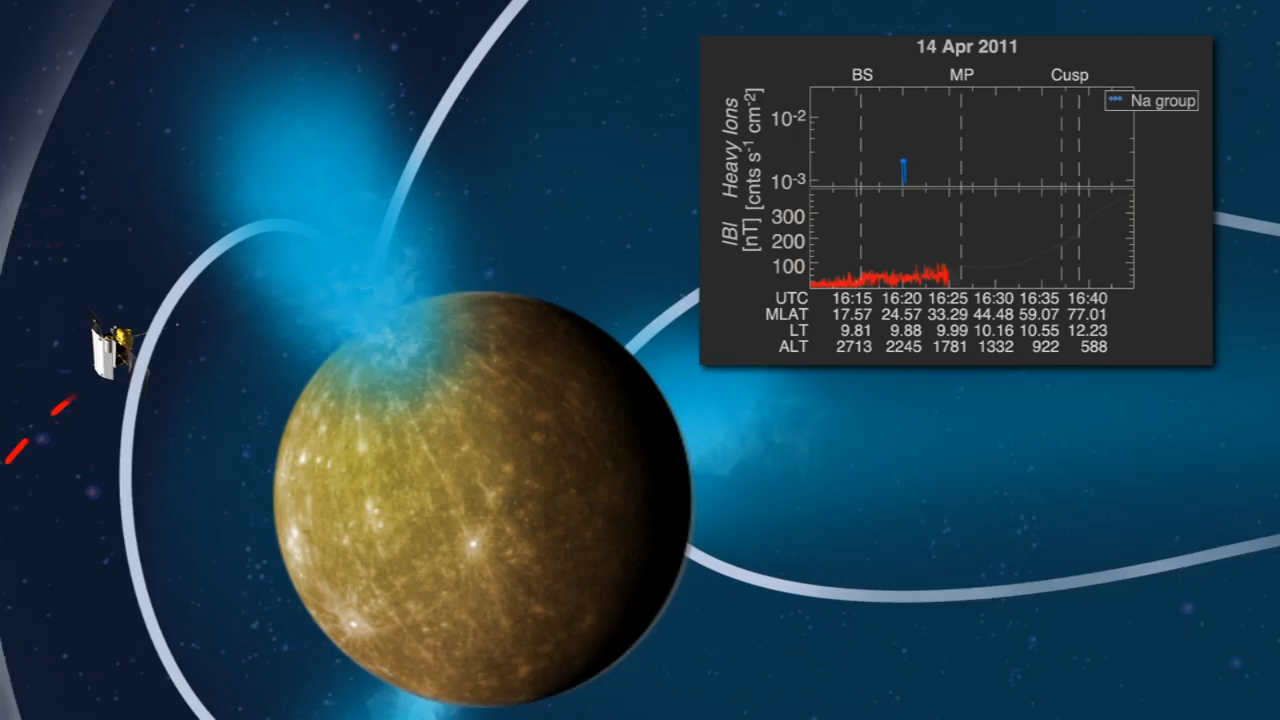 14 Apr 2011
BS MP Cusp
Na group
Heavy Ions
[cnts s-1 cm-2]
10-2
10-3
|B|
[nT]
300
200
100
UTC 16:15 16:20 16:25 16:30 16:35 16:40
MLAT 17.57 24.57 33.29 44.48 59.07 77.01
LT 9.81 9.88 9.99 10.16 10.55 12.23
ALT 2713 2245 1781 1332 922 588